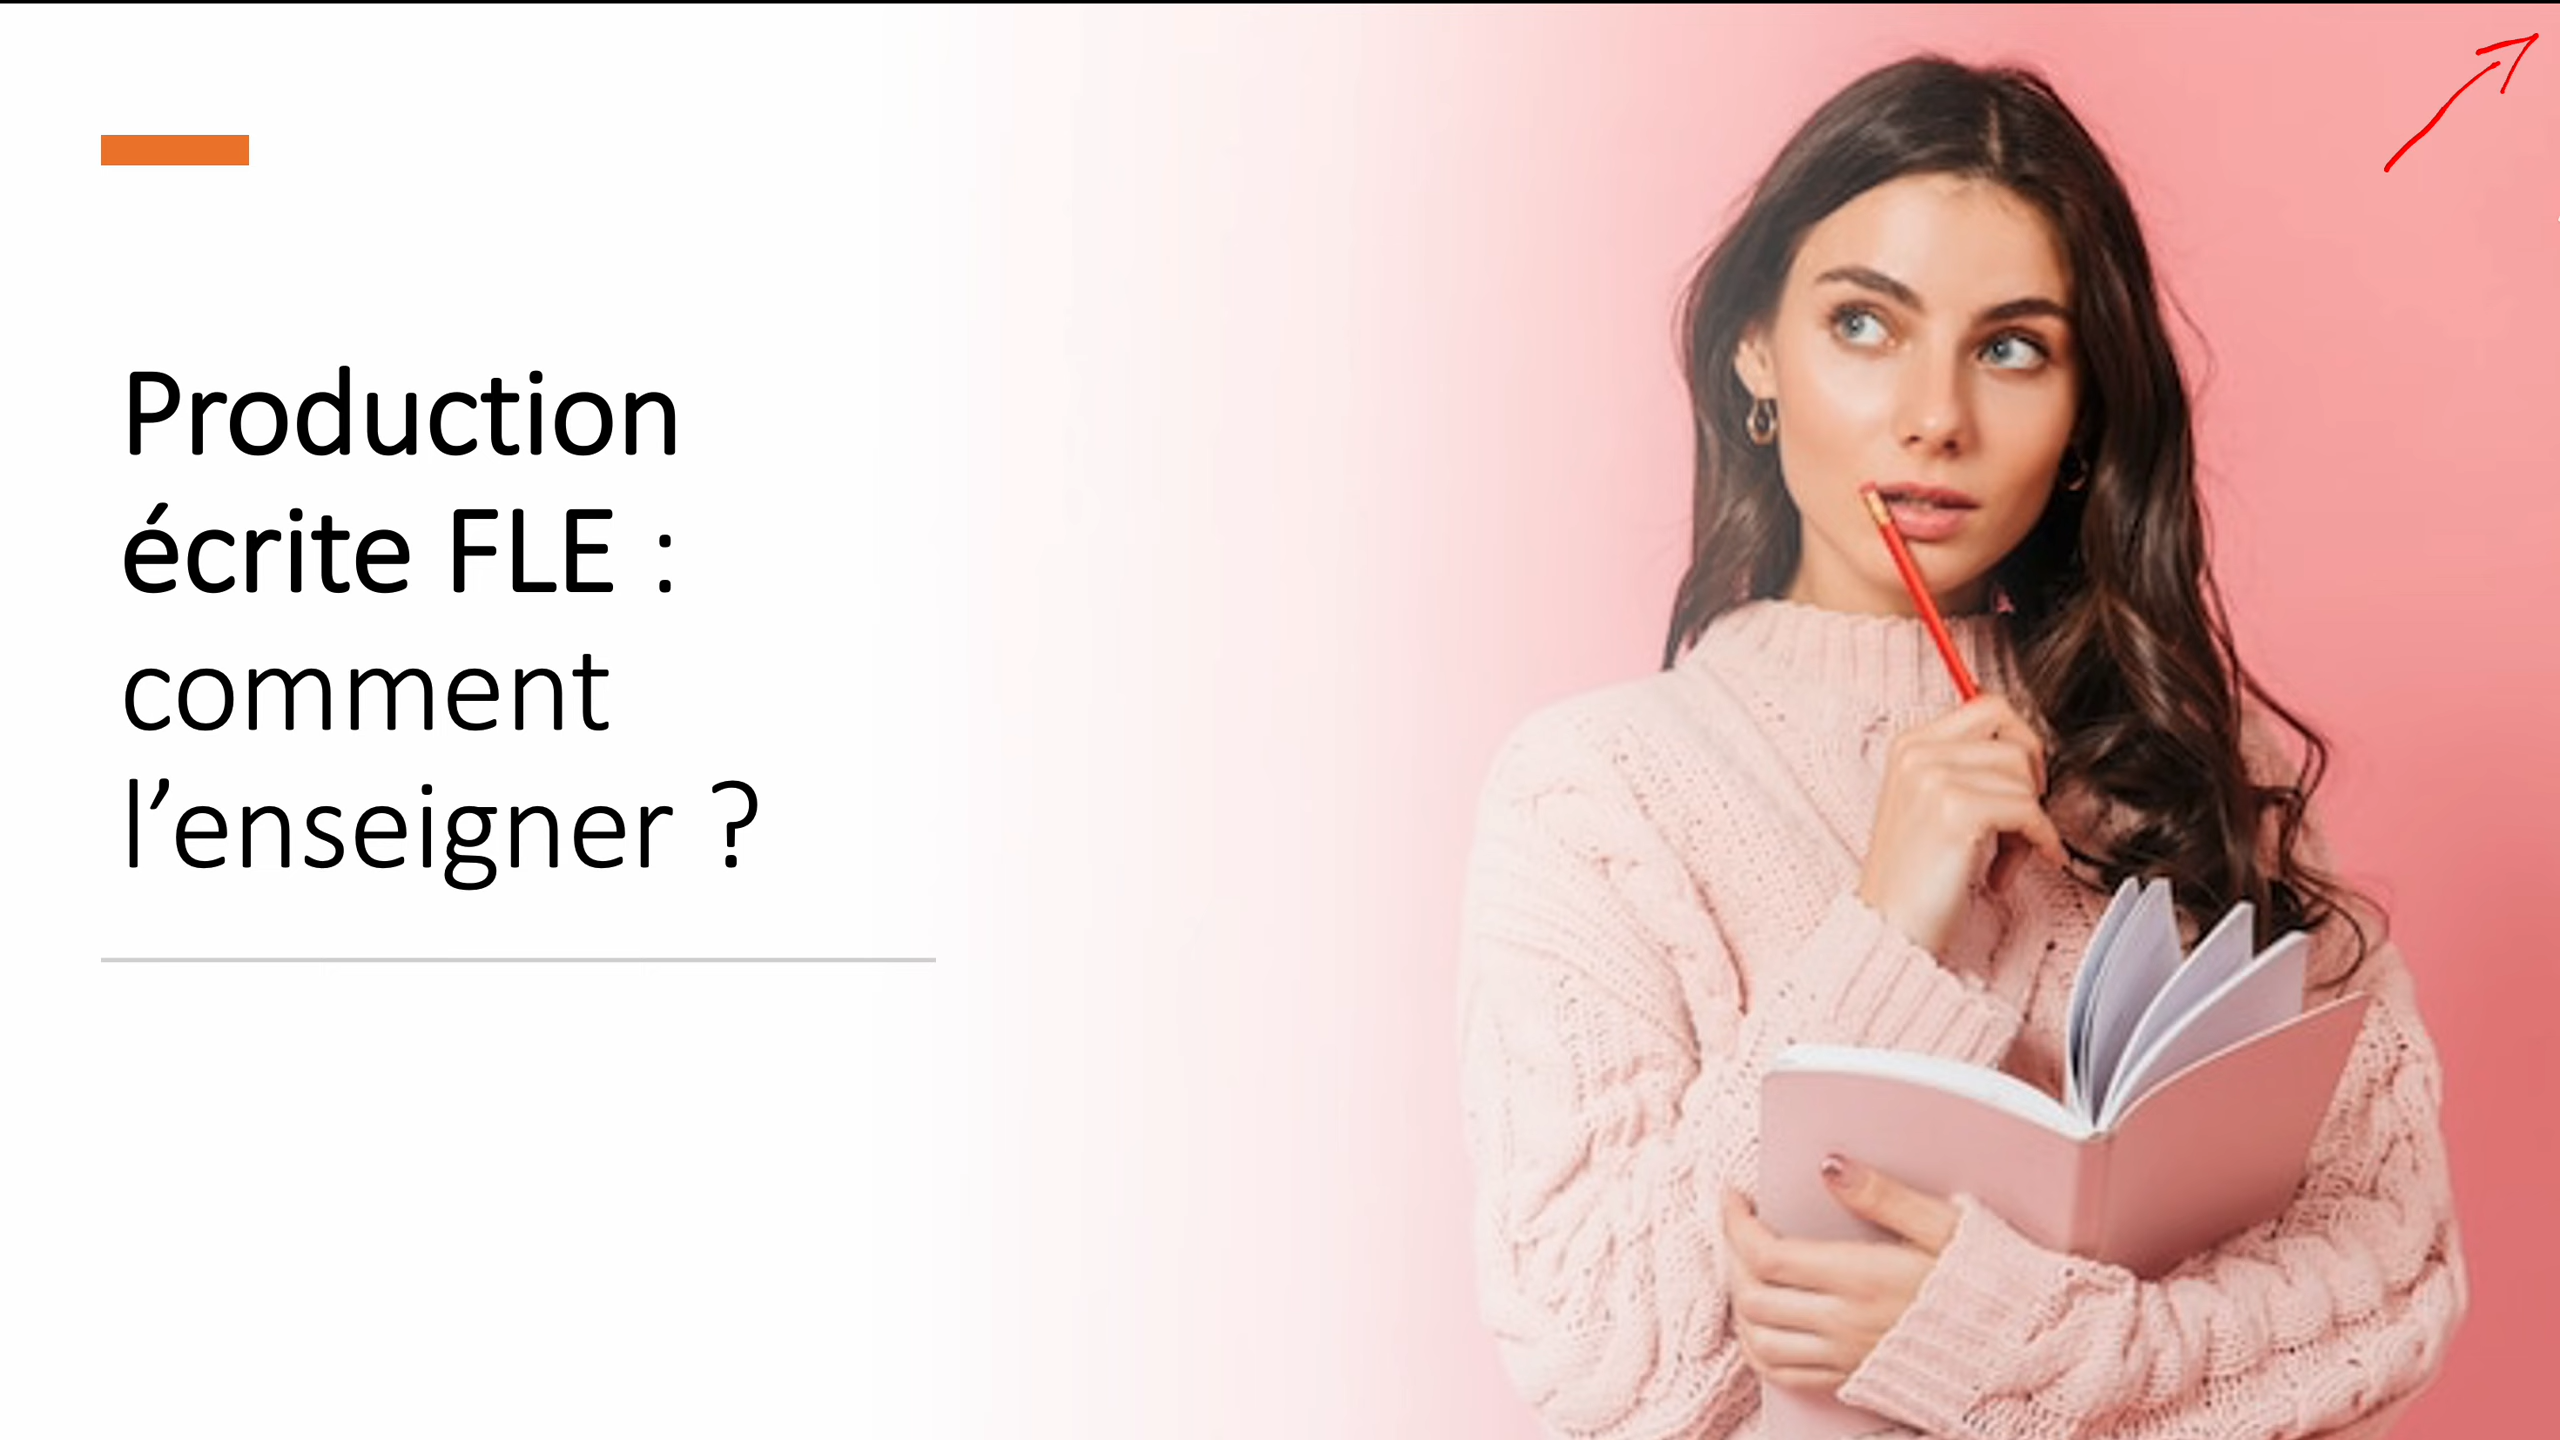 Production
écrite FLE :
comment
l’enseigner ?